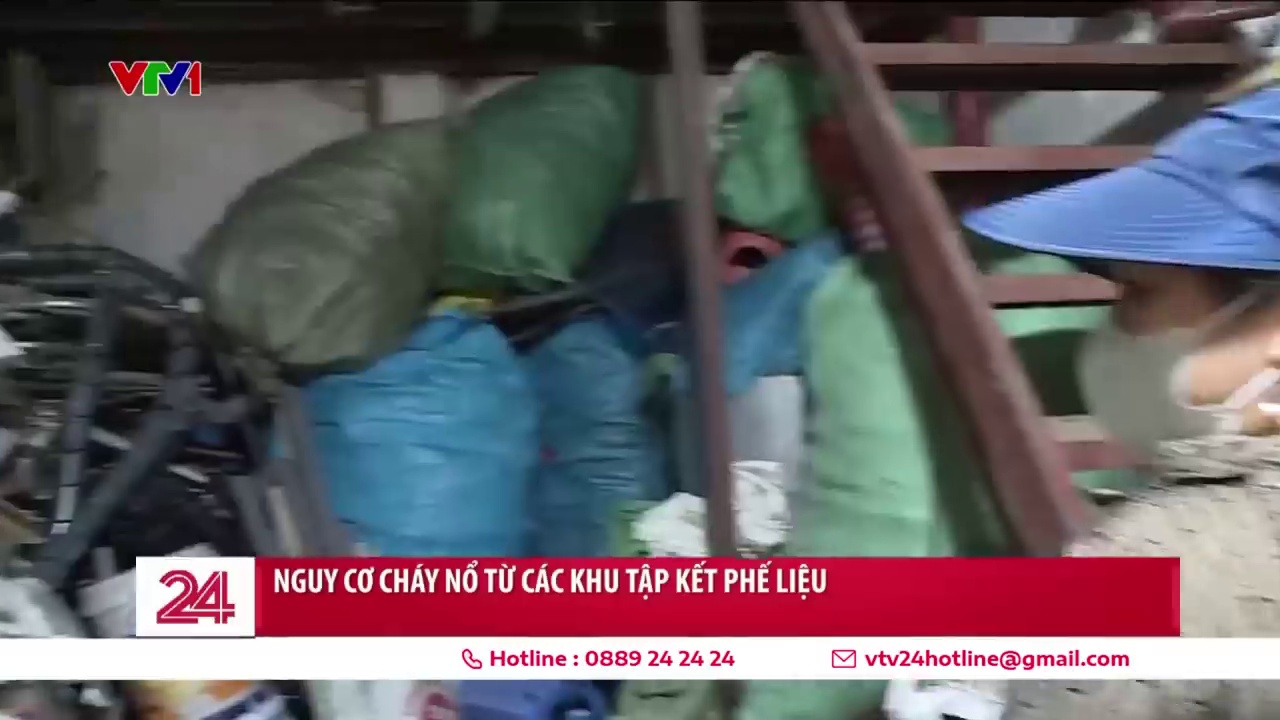 VTV1
24
NGUY CƠ CHÁY NỔ TỪ CÁC KHU TẬP KẾT PHẾ LIỆU
Hotline : 0889 24 24 24
vtv24hotline@gmail.com